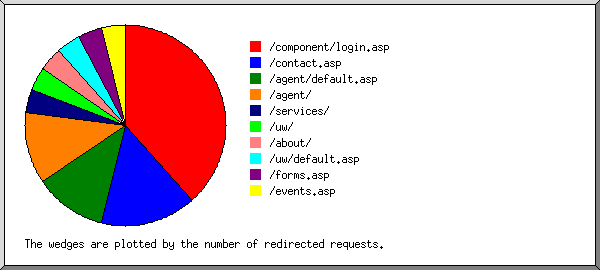 /component/login.asp
/contact.asp
/agent/default.asp
/agent/
/services/
/uw/
/about/
/uw/default.asp
/forms.asp
/events.asp
The wedges are plotted by the number of redirected requests.